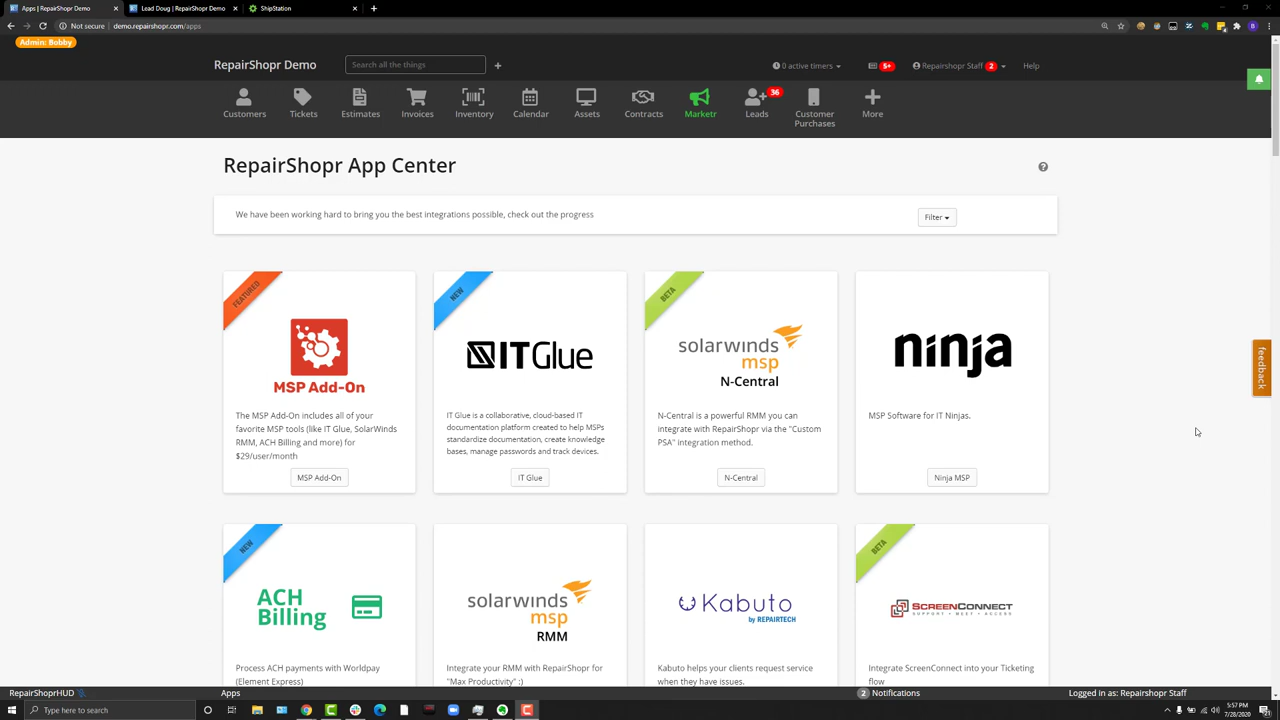 Apps | RepairShopr Demo
Lead Doug | RepairShopr Demo
ShipStation
Not secure | demo.repairshopr.com/apps
Admin: Bobby
RepairShopr Demo
Search all the things
0 active timers
5+
Repairshopr Staff 2
Help
Customers
Tickets
Estimates
Invoices
Inventory
Calendar
Assets
Contracts
Marketr
Leads
36
Customer
Purchases
More
RepairShopr App Center
We have been working hard to bring you the best integrations possible, check out the progress
Filter
FEATURED
MSP Add-On
The MSP Add-On includes all of your
favorite MSP tools (like IT Glue, SolarWinds
RMM, ACH Billing and more) for
$29/user/month
MSP Add-On
NEW
ITGlue
IT Glue is a collaborative, cloud-based IT
documentation platform created to help MSPs
standardize documentation, create knowledge
bases, manage passwords and track devices.
IT Glue
BETA
solarwinds
msp
N-Central
N-Central is a powerful RMM you can
integrate with RepairShopr via the "Custom
PSA" integration method.
N-Central
ninja
MSP Software for IT Ninjas.
Ninja MSP
feedback
NEW
ACH
Billing
Process ACH payments with Worldpay
(Element Express)
solarwinds
msp
RMM
Integrate your RMM with RepairShopr for
"Max Productivity" :)
Kabuto
by REPAIRTECH
Kabuto helps your clients request service
when they have issues.
BETA
SCREENCONNECT
SUPPORT • MEET • ACCESS
Integrate ScreenConnect into your Ticketing
flow
RepairShoprHUD
Apps
2 Notifications
Logged in as: Repairshopr Staff
Type here to search
5:57 PM
7/28/2020